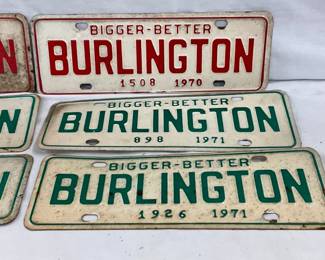 BIGGER-BETTER
BURLINGTON
1508 1970
N
BIGGER-BETTER
BURLINGTON
898 1971
N
BIGGER-BETTER
BURLINGTON
1926 1971